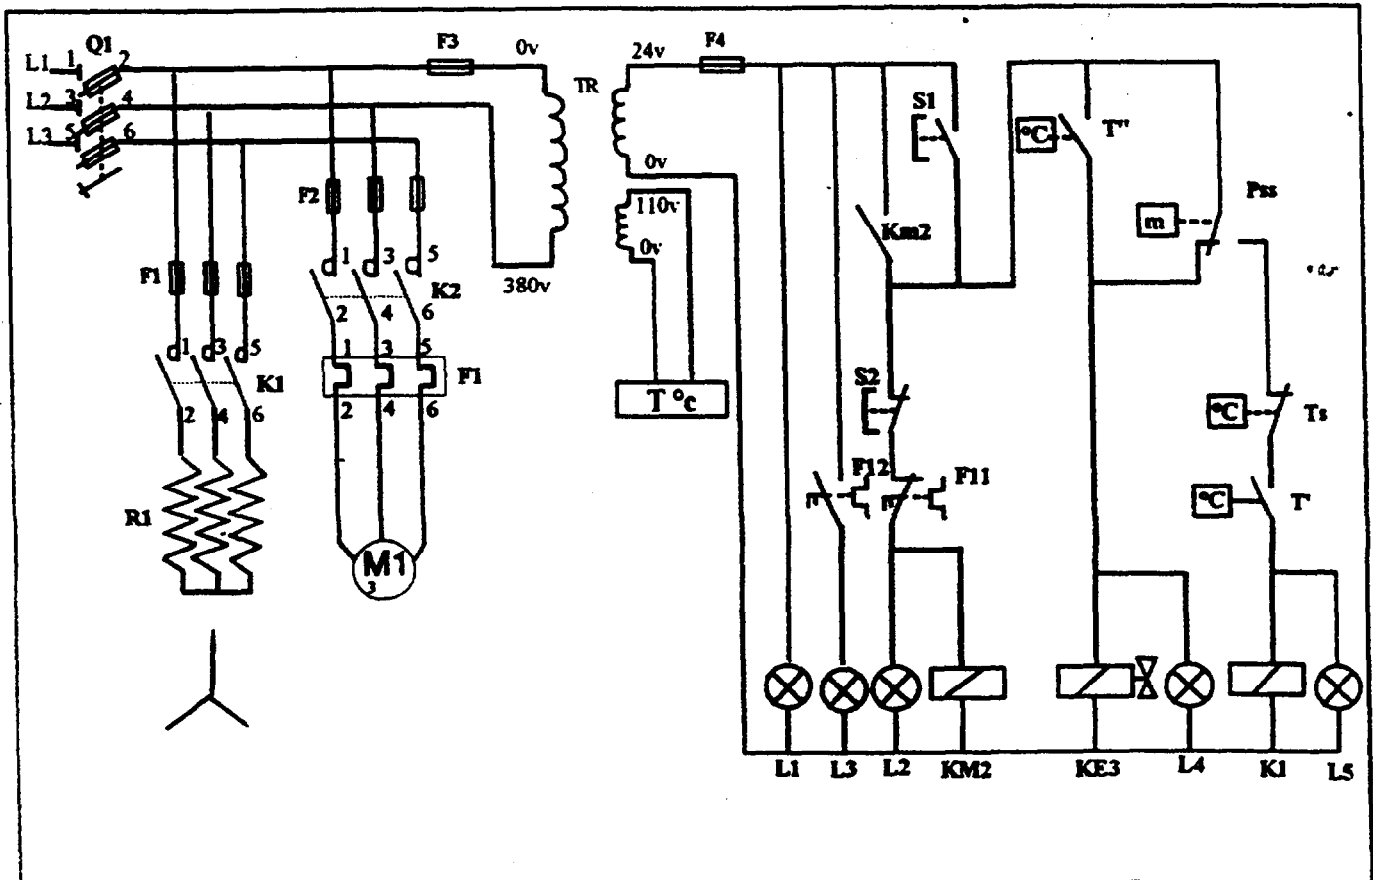 Q1
F3
0v
TR
24v
F4
L1 1 2
L2 3 4
L3 5 6
S1
°C
T"
0v
F2
110v
Pss
m
Km2
0v
F1
1 3 5
K2
380v
2 4 6
1 3 5
K1
1 3 5
F1
S2
T °c
°C
Ts
2 4 6
2 4 6
F12
F11
°C
T'
R1
M1
3
L1
L3
L2
KM2
KE3
L4
K1
L5